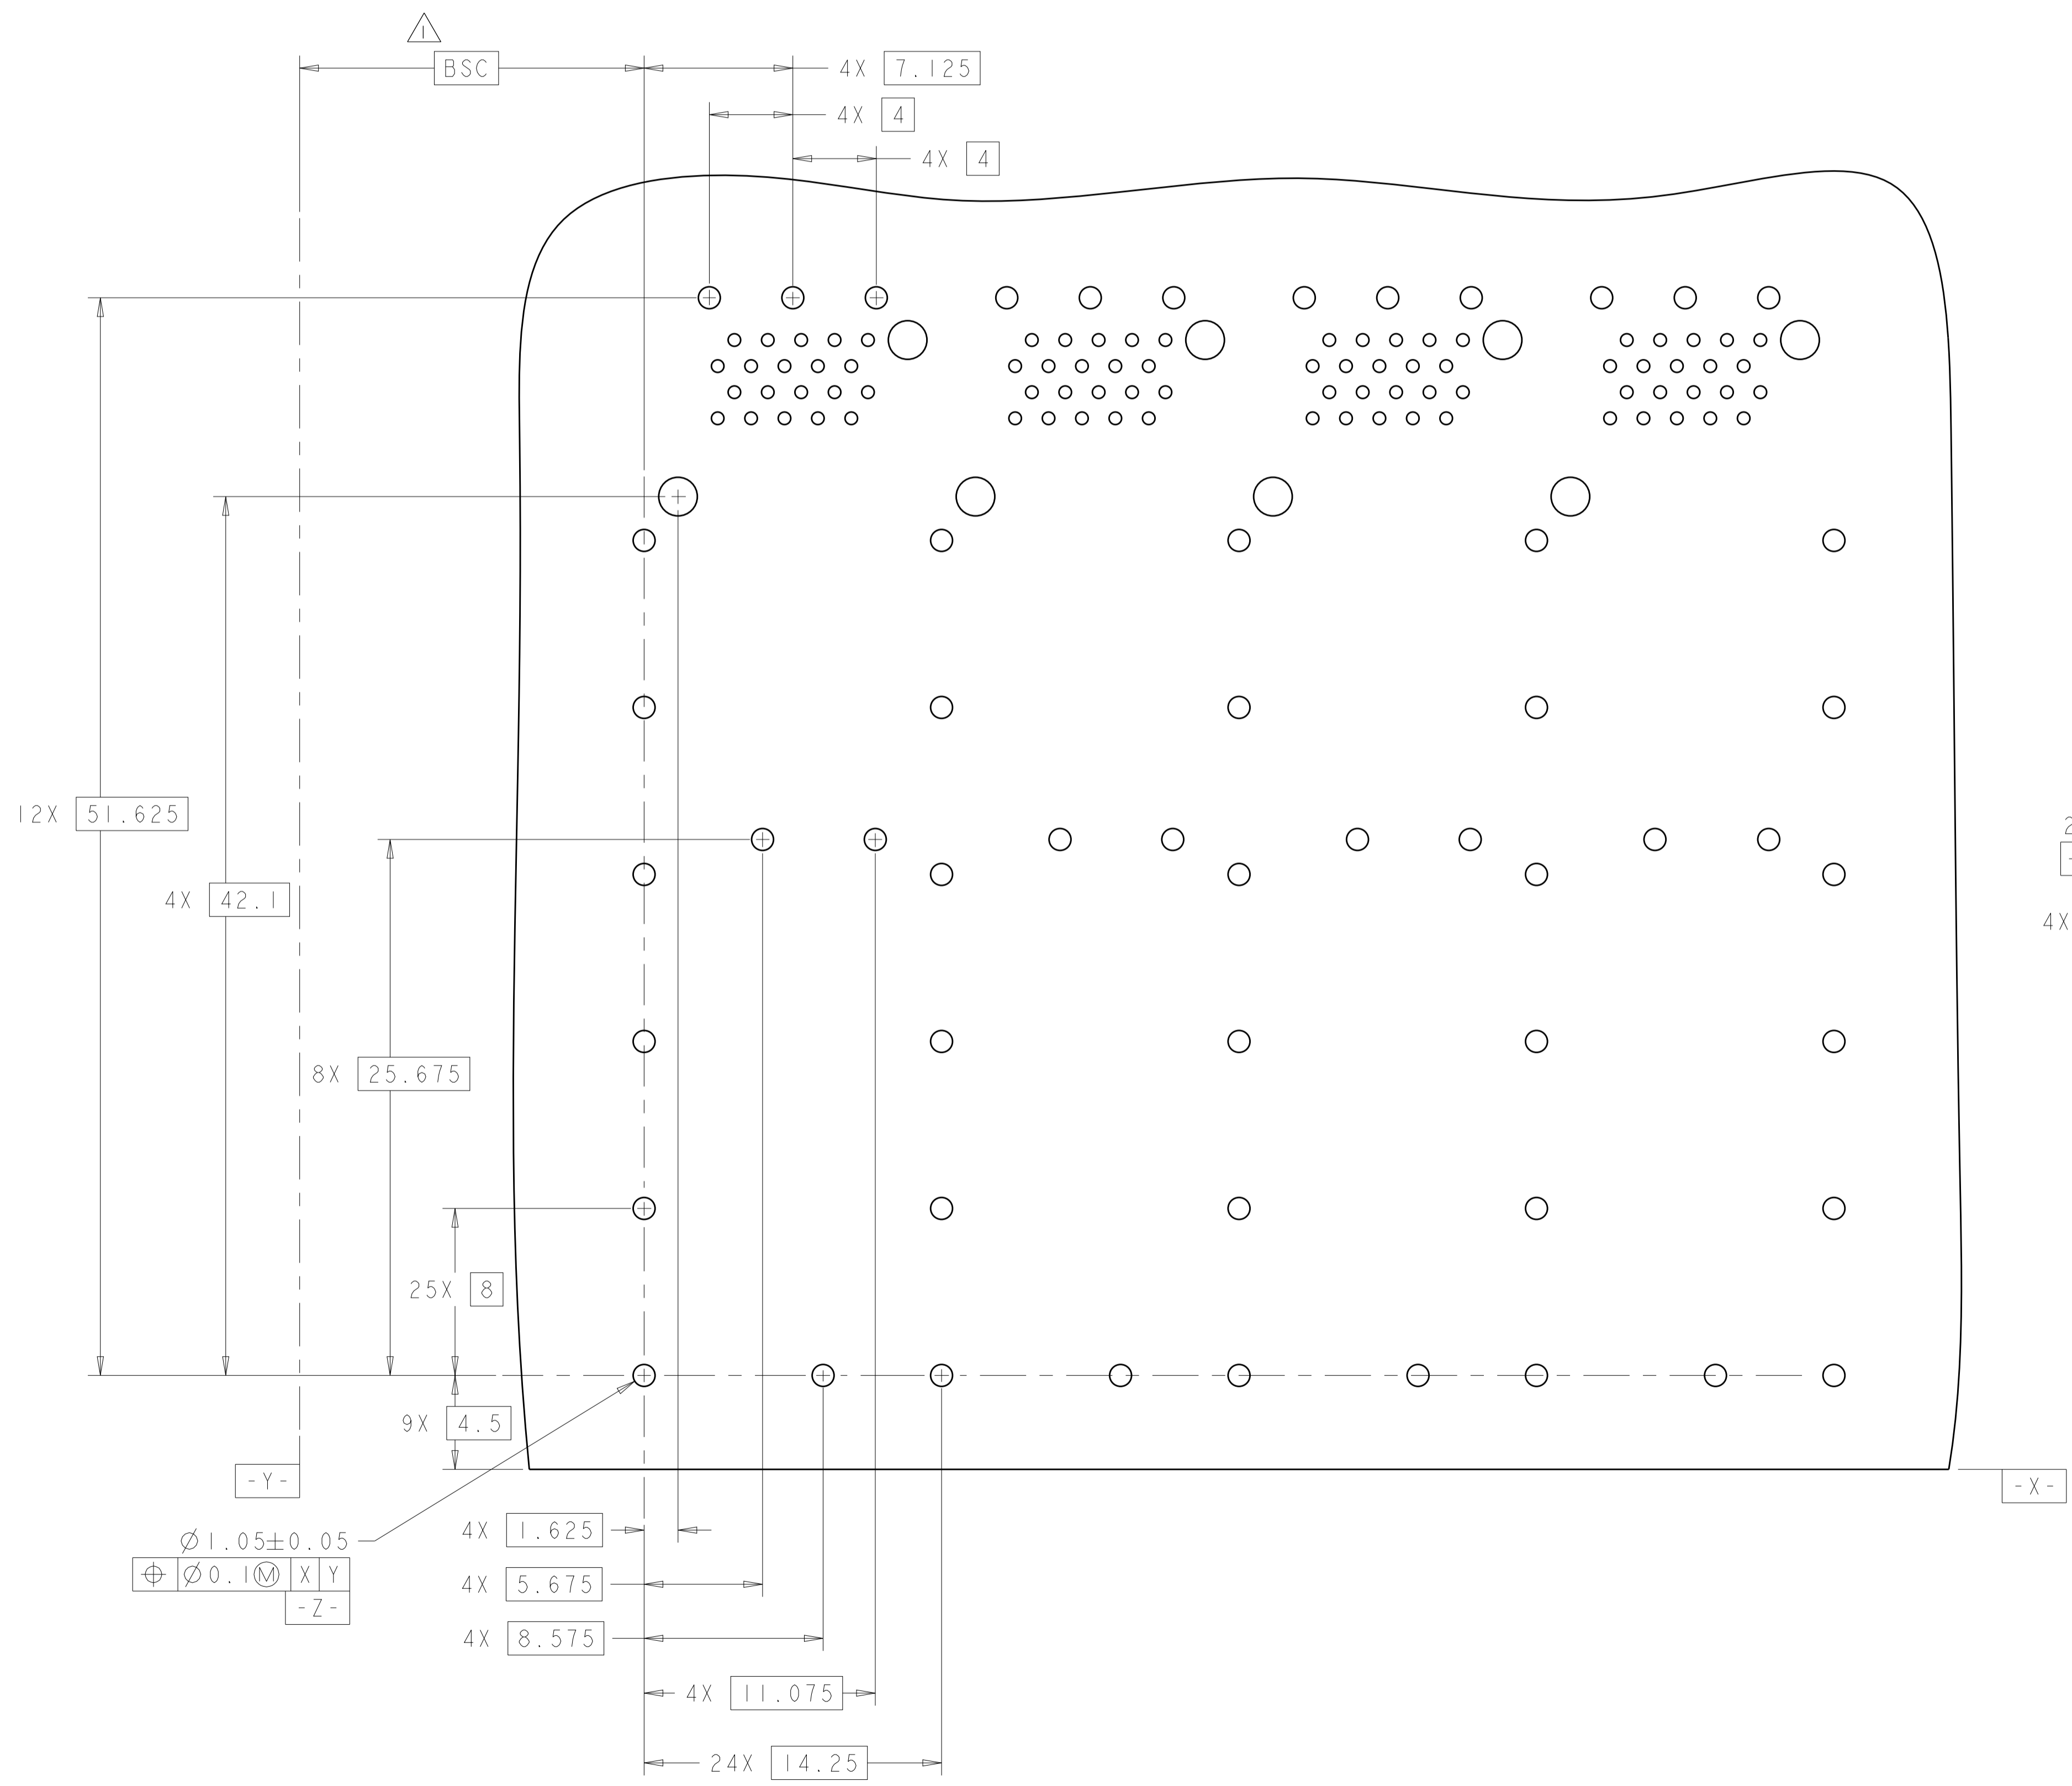 1
BSC
4X 7.125
4X 4
4X 4
12X 51.625
4X 42.1
8X 25.675
25X 8
9X 4.5
-Y-
-X-
Ø1.05±0.05
⌖ Ø0.1Ⓜ X Y
-Z-
4X 1.625
4X 5.675
4X 8.575
4X 11.075
24X 14.25
4X